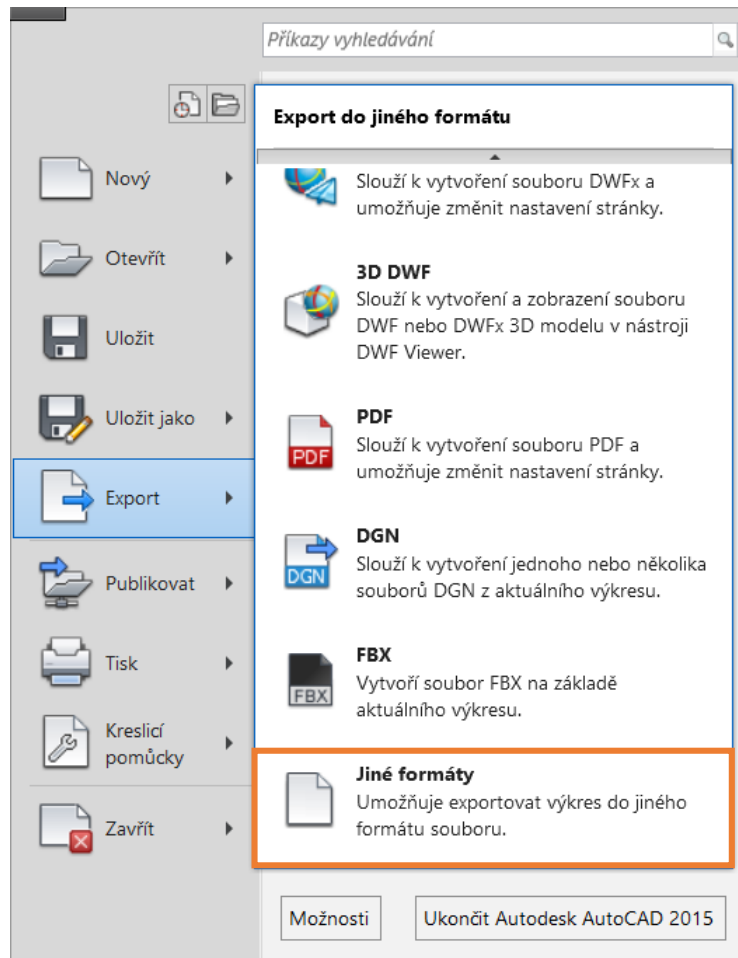 Příkazy vyhledávání
Export do jiného formátu
Nový
Otevřít
Uložit
Uložit jako
Export
Publikovat
Tisk
Kreslicí
pomůcky
Zavřít
Slouží k vytvoření souboru DWFx a
umožňuje změnit nastavení stránky.
3D DWF
Slouží k vytvoření a zobrazení souboru
DWF nebo DWFx 3D modelu v nástroji
DWF Viewer.
PDF
PDF
Slouží k vytvoření souboru PDF a
umožňuje změnit nastavení stránky.
DGN
DGN
Slouží k vytvoření jednoho nebo několika
souborů DGN z aktuálního výkresu.
FBX
FBX
Vytvoří soubor FBX na základě
aktuálního výkresu.
Jiné formáty
Umožňuje exportovat výkres do jiného
formátu souboru.
Možnosti
Ukončit Autodesk AutoCAD 2015